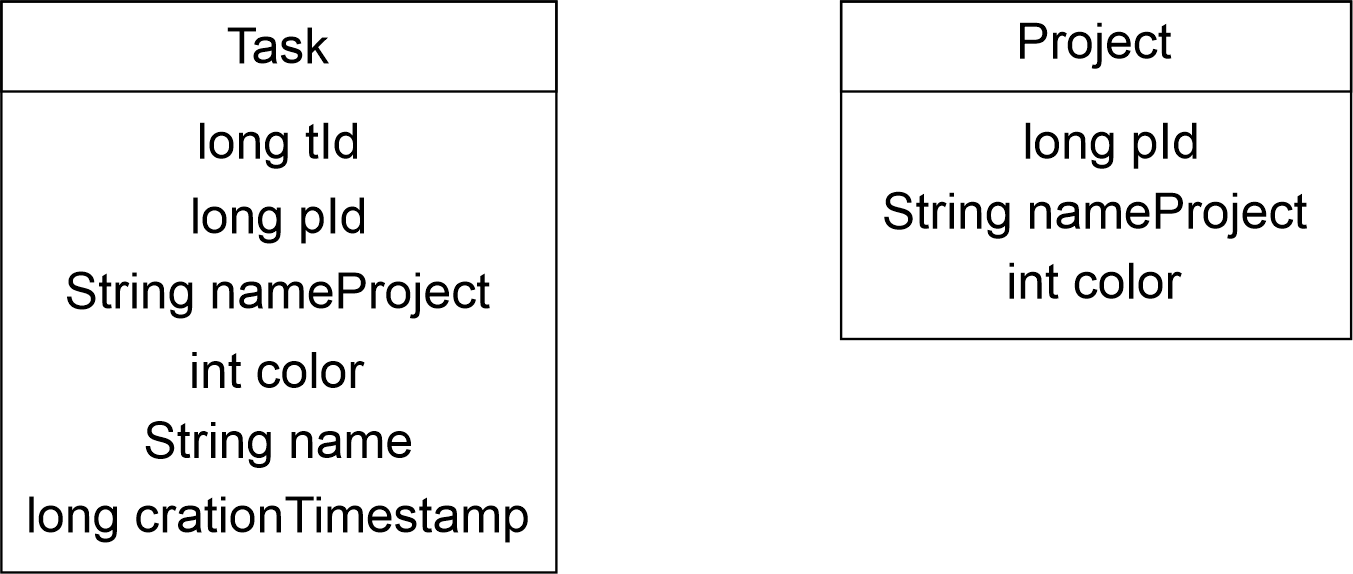 Task
long tId
long pId
String nameProject
int color
String name
long crationTimestamp
Project
long pId
String nameProject
int color